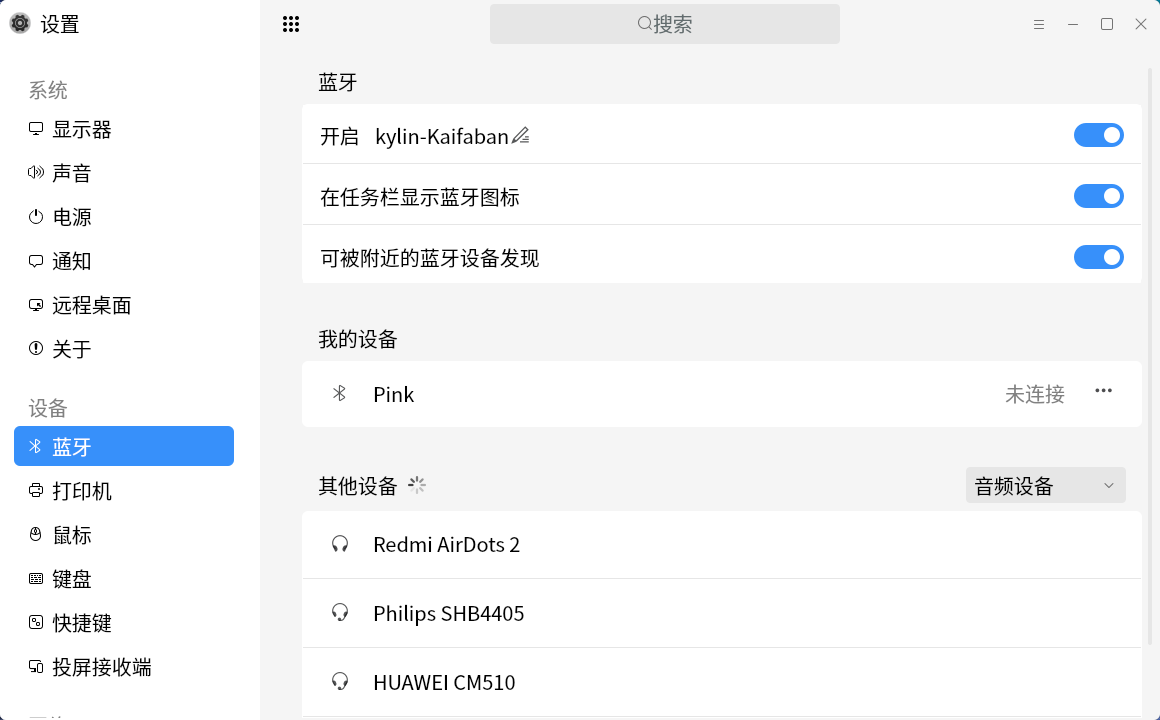 设置
搜索
系统
显示器
声音
电源
通知
远程桌面
关于
设备
蓝牙
打印机
鼠标
键盘
快捷键
投屏接收端
蓝牙
开启 kylin-Kaifaban
在任务栏显示蓝牙图标
可被附近的蓝牙设备发现
我的设备
Pink 未连接
其他设备 音频设备
Redmi AirDots 2
Philips SHB4405
HUAWEI CM510